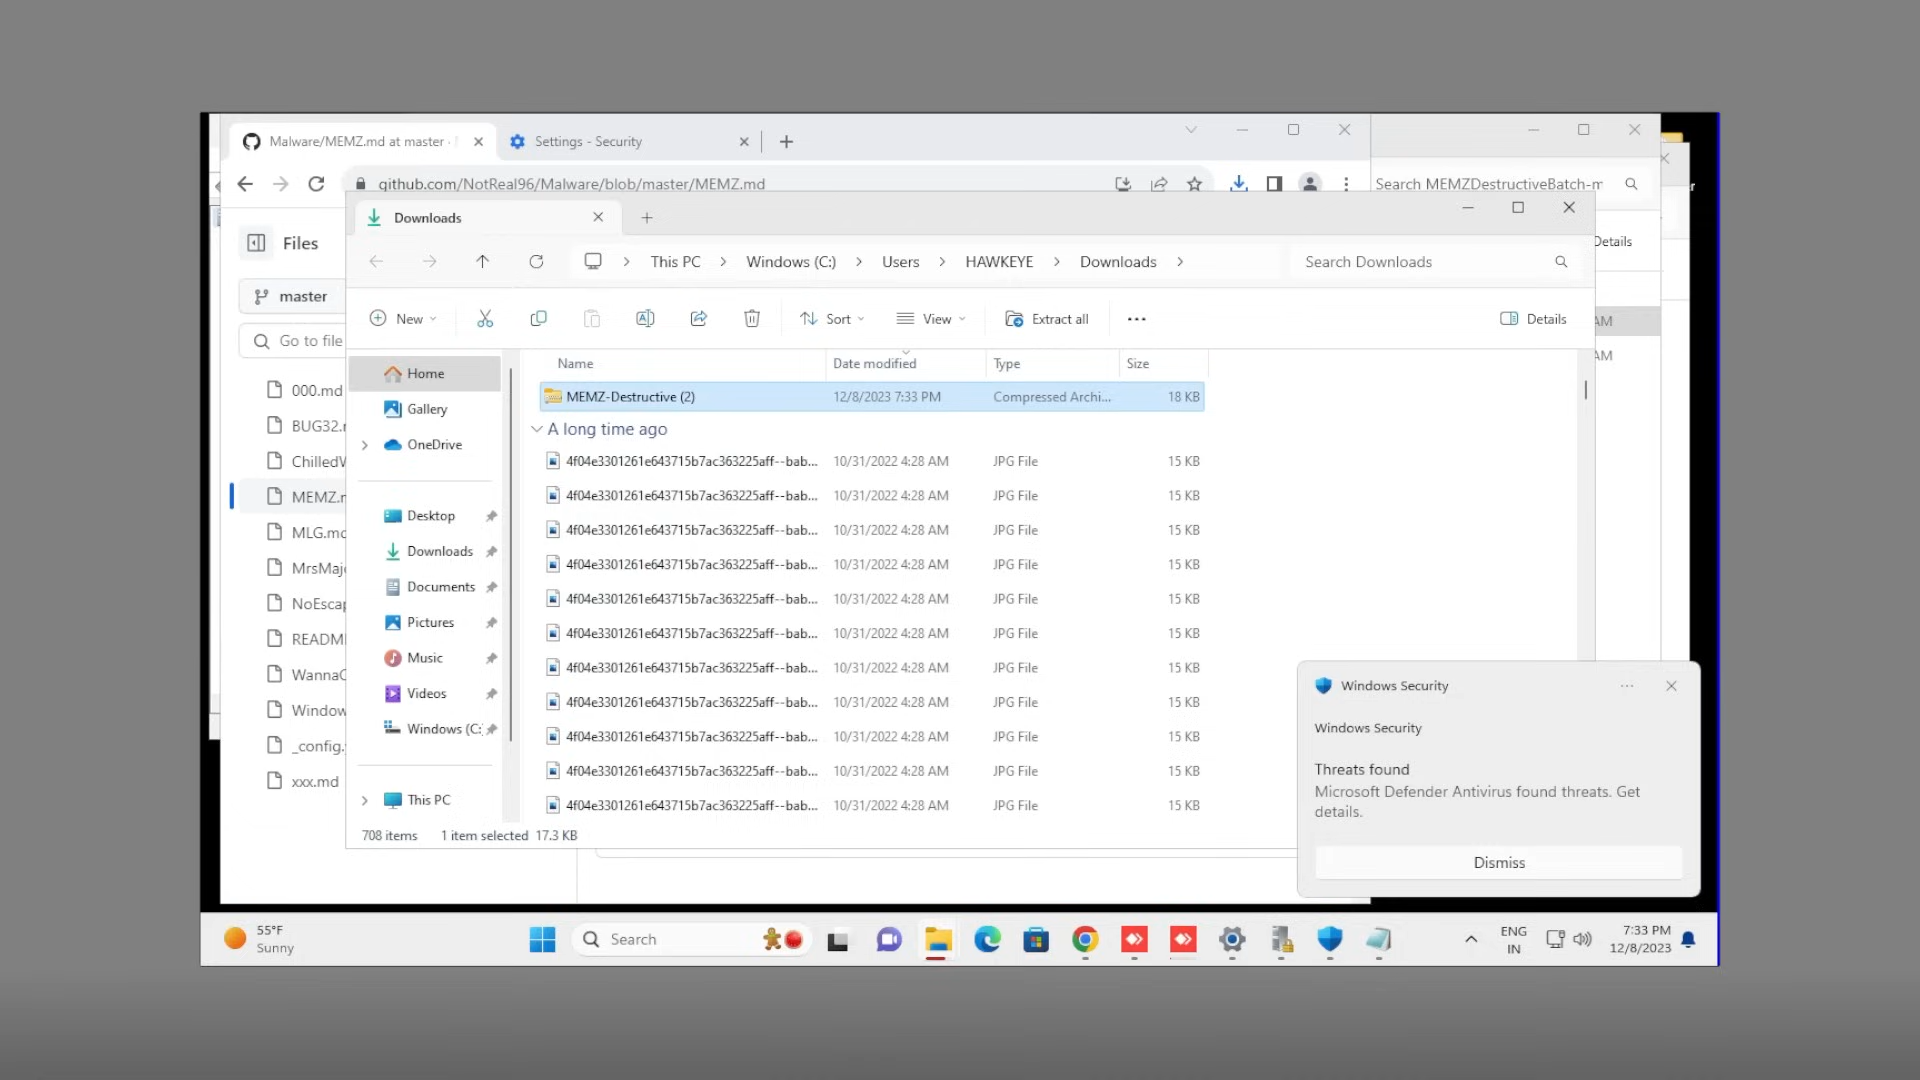 Malware/MEMZ.md at master ·
Settings - Security
github.com/NotReal96/Malware/blob/master/MEMZ.md
Search MEMZDestructiveBatch-m
Downloads
Files
This PC
Windows (C:)
Users
HAWKEYE
Downloads
Search Downloads
Details
master
New
Sort
View
Extract all
Details
AM
Go to file
AM
Name
Date modified
Type
Size
Home
MEMZ-Destructive (2) 12/8/2023 7:33 PM Compressed Archi... 18 KB
000.md
Gallery
A long time ago
BUG32.
OneDrive
ChilledW
4f04e3301261e643715b7ac363225aff--bab... 10/31/2022 4:28 AM JPG File 15 KB
MEMZ.
4f04e3301261e643715b7ac363225aff--bab... 10/31/2022 4:28 AM JPG File 15 KB
Desktop
MLG.md
4f04e3301261e643715b7ac363225aff--bab... 10/31/2022 4:28 AM JPG File 15 KB
Downloads
MrsMaj
4f04e3301261e643715b7ac363225aff--bab... 10/31/2022 4:28 AM JPG File 15 KB
Documents
NoEscap
4f04e3301261e643715b7ac363225aff--bab... 10/31/2022 4:28 AM JPG File 15 KB
Pictures
READM
4f04e3301261e643715b7ac363225aff--bab... 10/31/2022 4:28 AM JPG File 15 KB
Music
WannaC
4f04e3301261e643715b7ac363225aff--bab... 10/31/2022 4:28 AM JPG File 15 KB
Videos
Window
4f04e3301261e643715b7ac363225aff--bab... 10/31/2022 4:28 AM JPG File 15 KB
Windows (C:
_config.
4f04e3301261e643715b7ac363225aff--bab... 10/31/2022 4:28 AM JPG File 15 KB
xxx.md
4f04e3301261e643715b7ac363225aff--bab... 10/31/2022 4:28 AM JPG File 15 KB
This PC
4f04e3301261e643715b7ac363225aff--bab... 10/31/2022 4:28 AM JPG File 15 KB
708 items
1 item selected 17.3 KB
Windows Security
Windows Security
Threats found
Microsoft Defender Antivirus found threats. Get
details.
Dismiss
55°F
Sunny
Search
ENG
IN
7:33 PM
12/8/2023